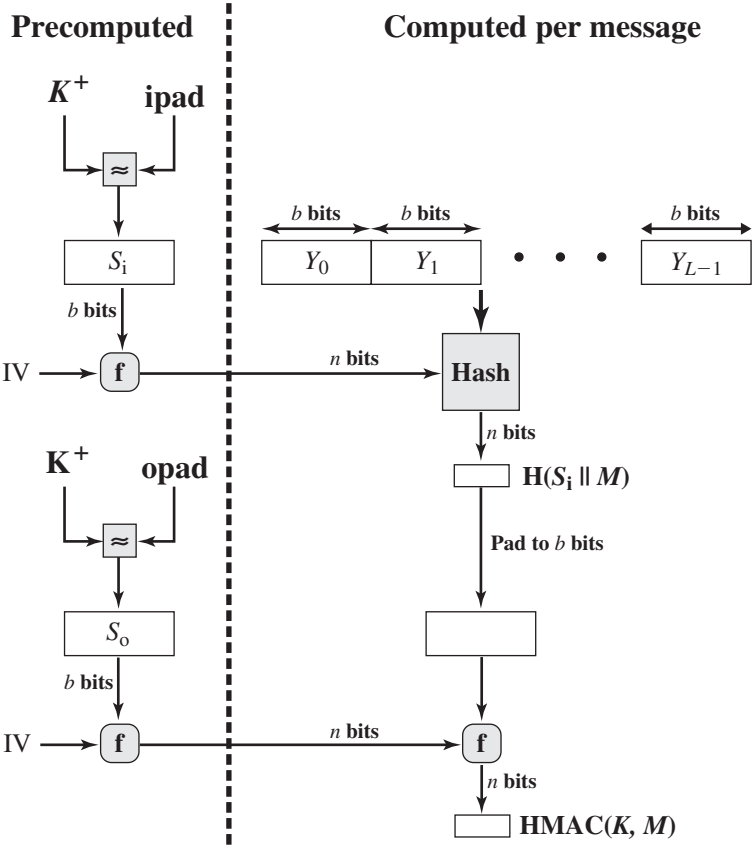 Precomputed
Computed per message
K+ ipad
≈
b bits b bits b bits
Si
Y0 Y1 • • • YL−1
b bits
IV f n bits Hash
n bits
K+ opad
H(Si || M)
≈
Pad to b bits
So
b bits
IV f n bits f
n bits
HMAC(K, M)